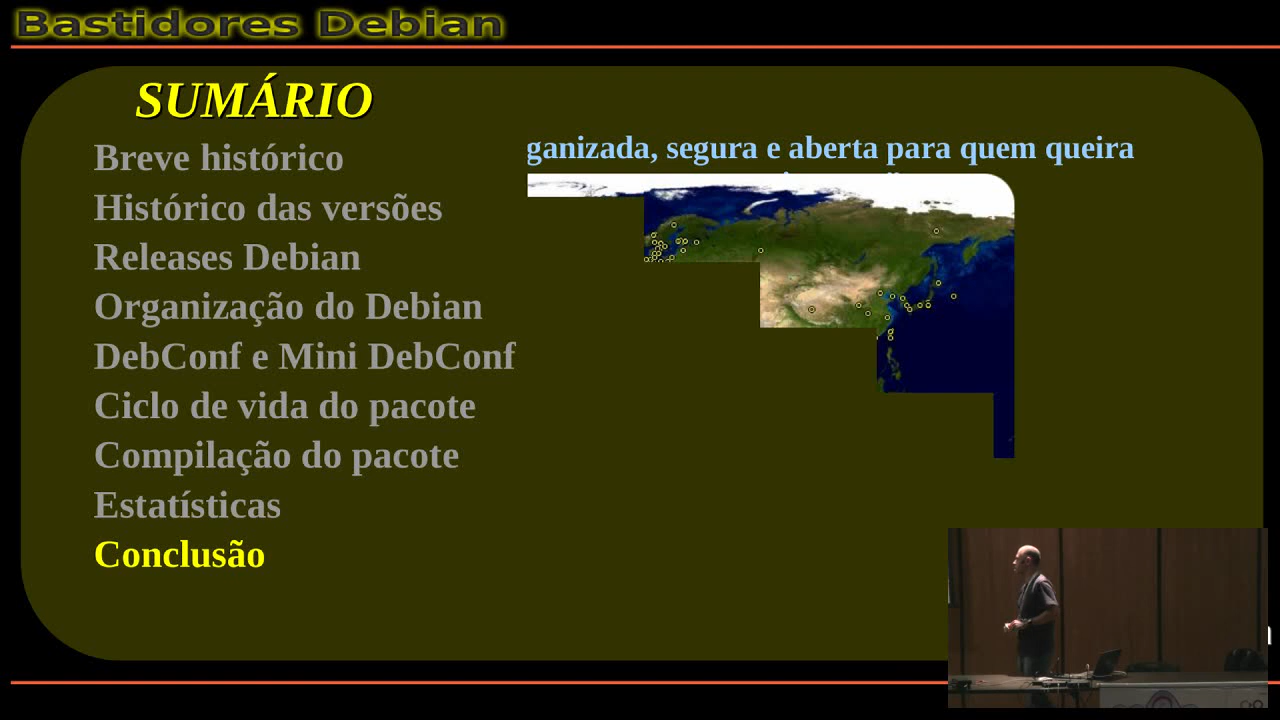 Bastidores Debian
SUMÁRIO
Breve histórico
Histórico das versões
Releases Debian
Organização do Debian
DebConf e Mini DebConf
Ciclo de vida do pacote
Compilação do pacote
Estatísticas
Conclusão
ganizada, segura e aberta para quem queira